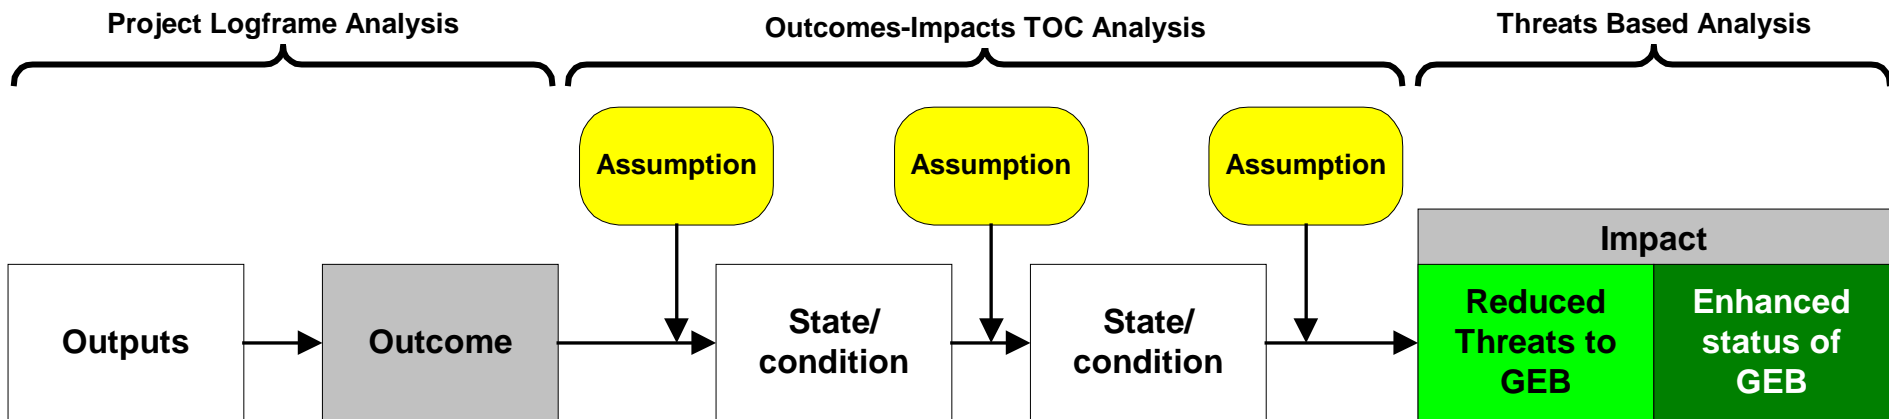 Project Logframe Analysis
Outcomes-Impacts TOC Analysis
Threats Based Analysis
Assumption
Assumption
Assumption
Outputs
Outcome
State/
condition
State/
condition
Impact
Reduced
Threats to
GEB
Enhanced
status of
GEB